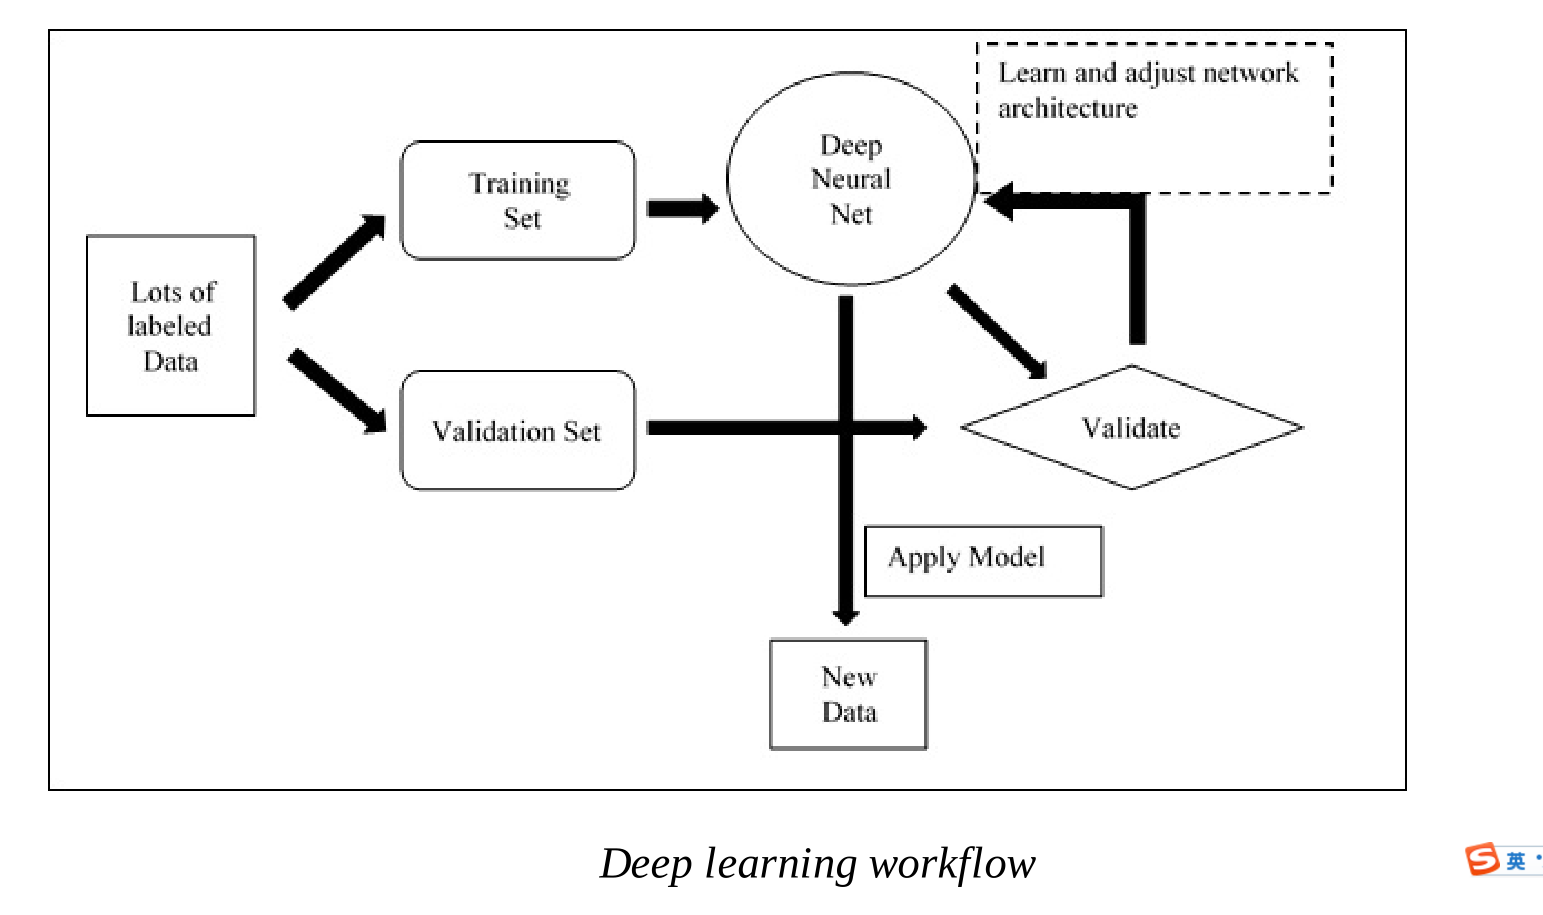 Learn and adjust network
architecture
Deep
Neural
Net
Training
Set
Lots of
labeled
Data
Validation Set
Validate
Apply Model
New
Data
Deep learning workflow
S 英